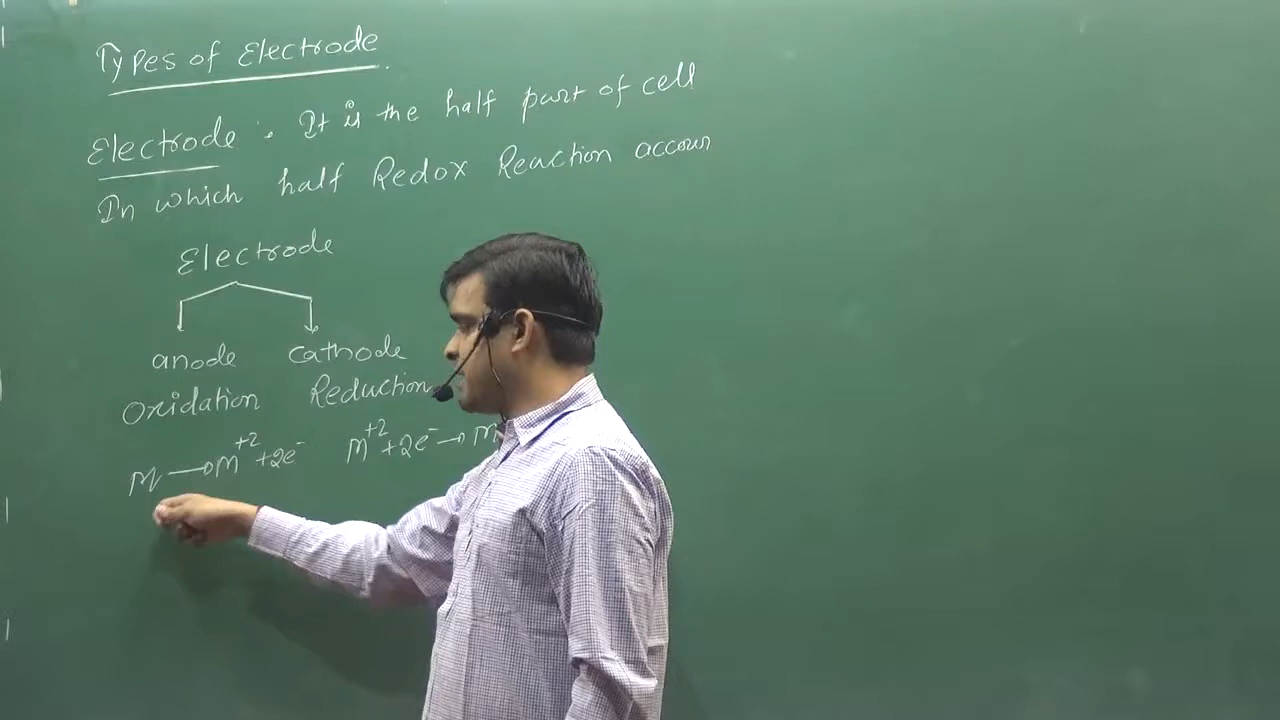 Types of Electrode
Electrode : It is the half part of cell
In which half Redox Reaction accour
Electrode
anode cathode
Oxidation Reduction
M → M+2 + 2e- M+2 + 2e- → M